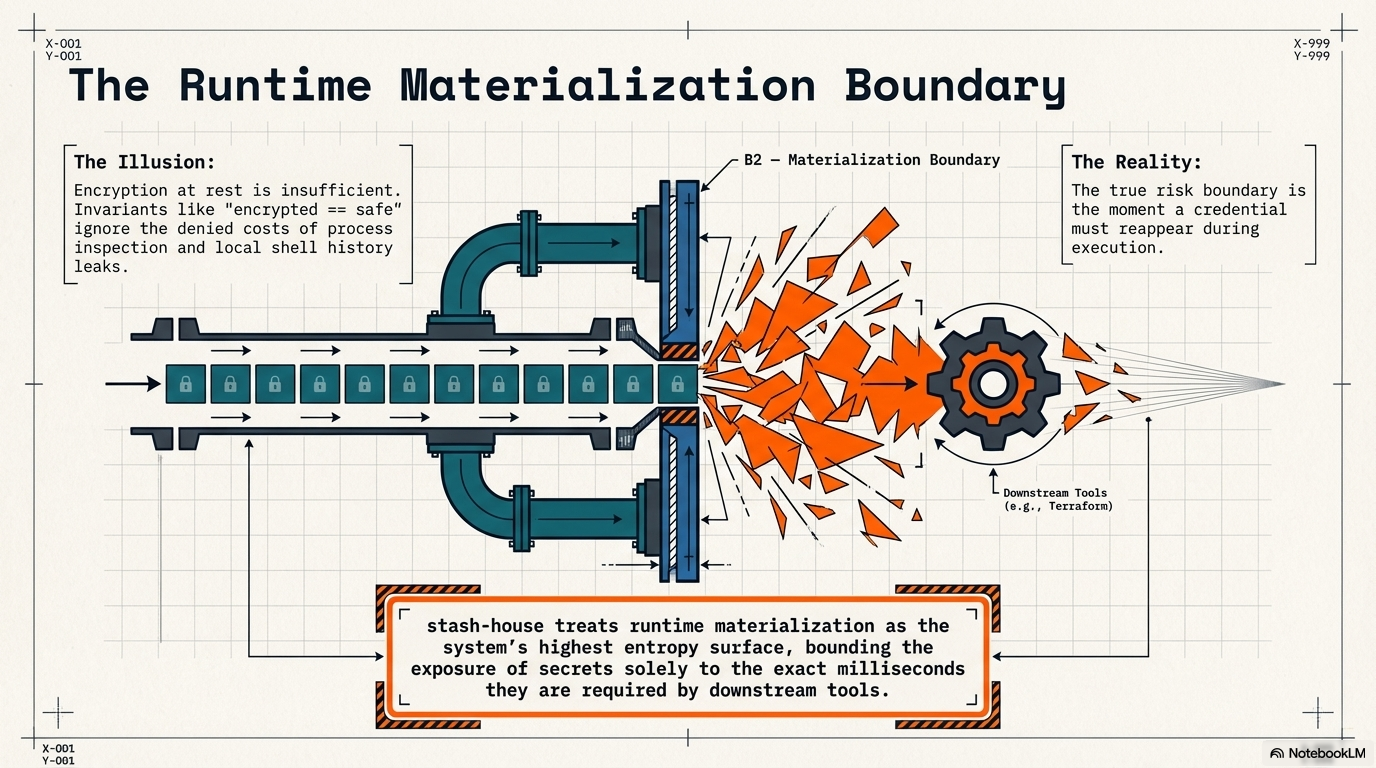 X-001
Y-001
X-999
Y-999
The Runtime Materialization Boundary
The Illusion:
Encryption at rest is insufficient.
Invariants like "encrypted == safe"
ignore the denied costs of process
inspection and local shell history
leaks.
B2 – Materialization Boundary
The Reality:
The true risk boundary is
the moment a credential
must reappear during
execution.
Downstream Tools
(e.g., Terraform)
stash-house treats runtime materialization as the
system's highest entropy surface, bounding the
exposure of secrets solely to the exact milliseconds
they are required by downstream tools.
X-001
Y-001
NotebookLM